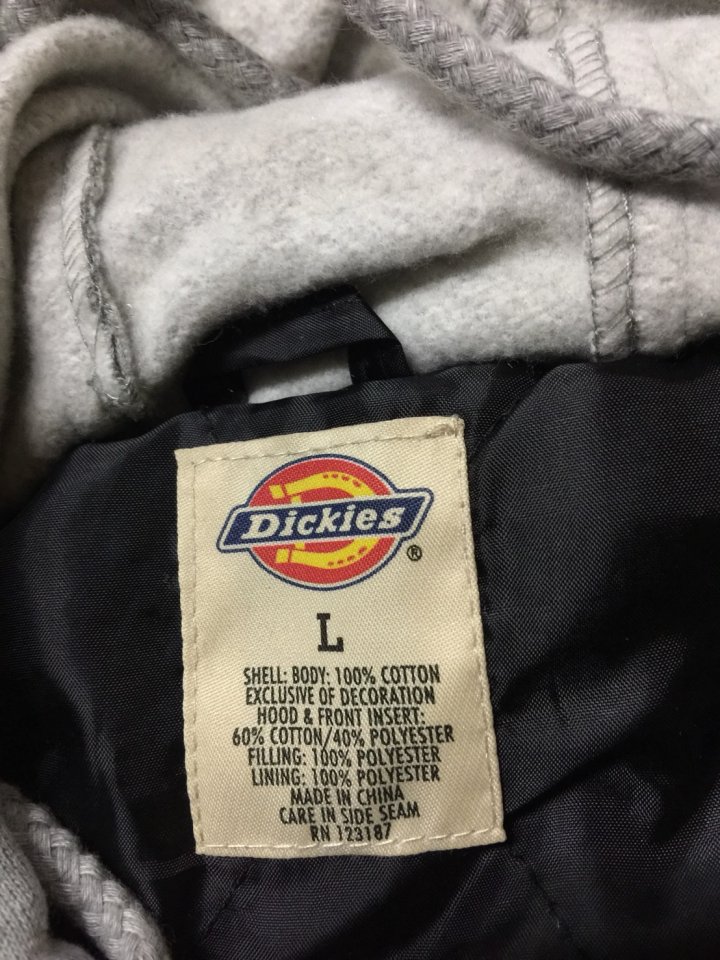 Dickies
®
L
SHELL: BODY: 100% COTTON
EXCLUSIVE OF DECORATION
HOOD & FRONT INSERT:
60% COTTON/40% POLYESTER
FILLING: 100% POLYESTER
LINING: 100% POLYESTER
MADE IN CHINA
CARE IN SIDE SEAM
RN 123187